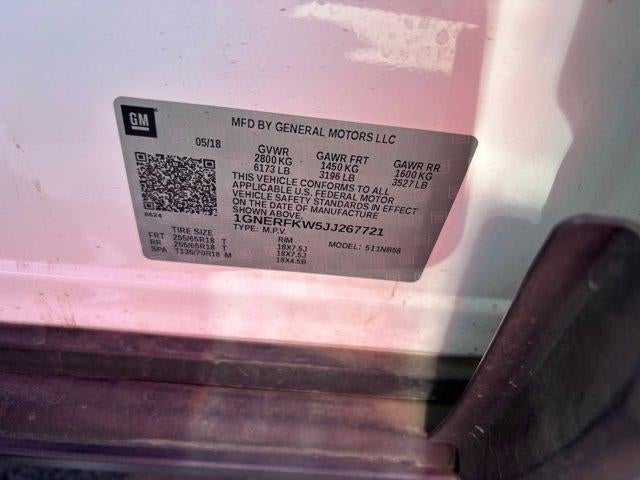 GM
MFD BY GENERAL MOTORS LLC
05/18
GVWR GAWR FRT GAWR RR
2800 KG 1450 KG 1600 KG
6173 LB 3196 LB 3527 LB
THIS VEHICLE CONFORMS TO ALL
APPLICABLE U.S. FEDERAL MOTOR
VEHICLE SAFETY STANDARDS IN EFFECT
ON THE DATE OF MANUFACTURE
SHOWN ABOVE.
8624
1GNERFKW5JJ267721
TYPE: M.P.V. MODEL: 511NB56
TIRE SIZE RIM
FRT 255/65R18 T 18X7.5J
RR 255/65R18 T 18X7.5J
SPA T135/70R18 M 18X4.5B